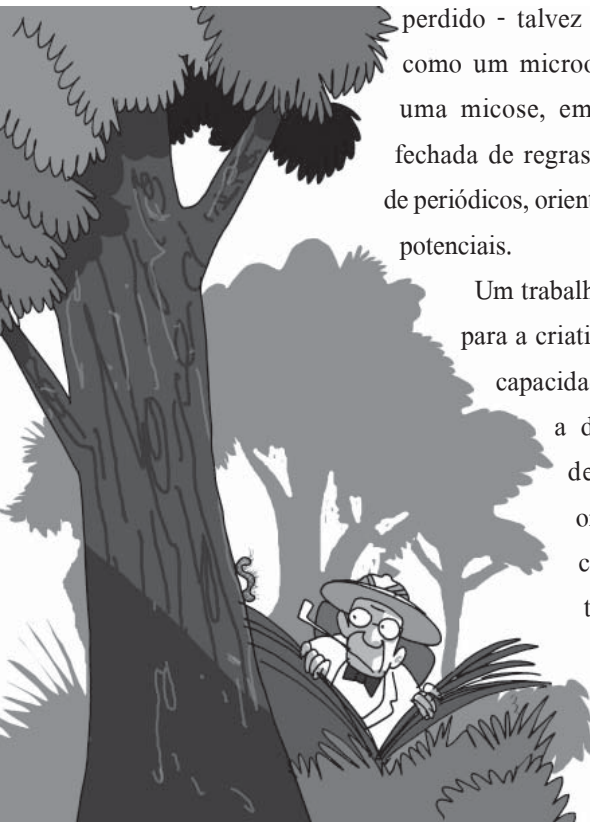 perdido - talvez
como um microo
uma micose, em
fechada de regras
de periódicos, orient
potenciais.
Um trabalh
para a criati
capacida
a d
de
o
c
t